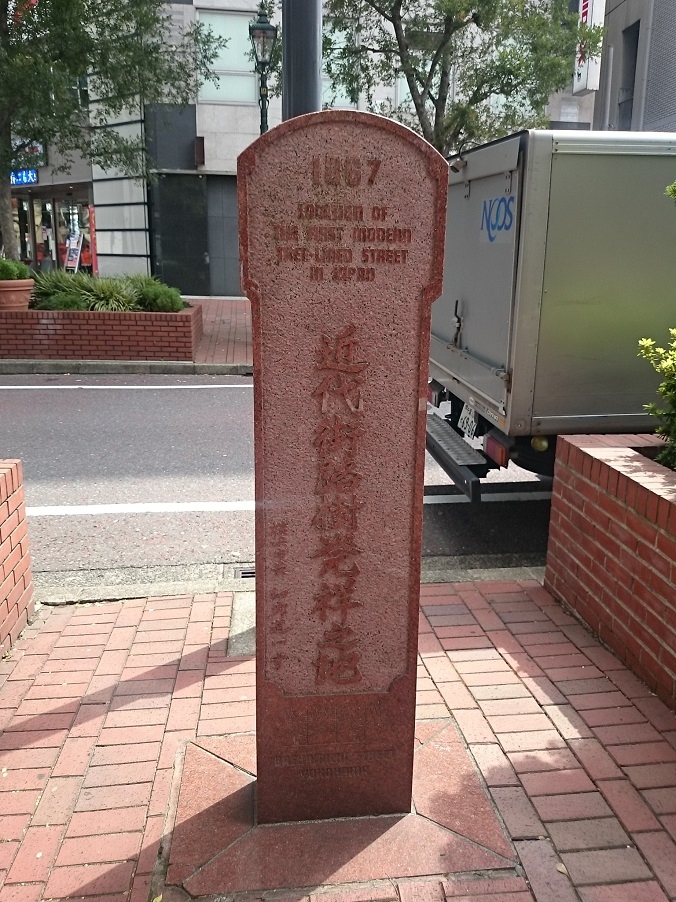 1867
LOCATION OF
THE FIRST MODERN
TREE-LINED STREET
IN JAPAN
近代街路樹発祥之地
NOOS